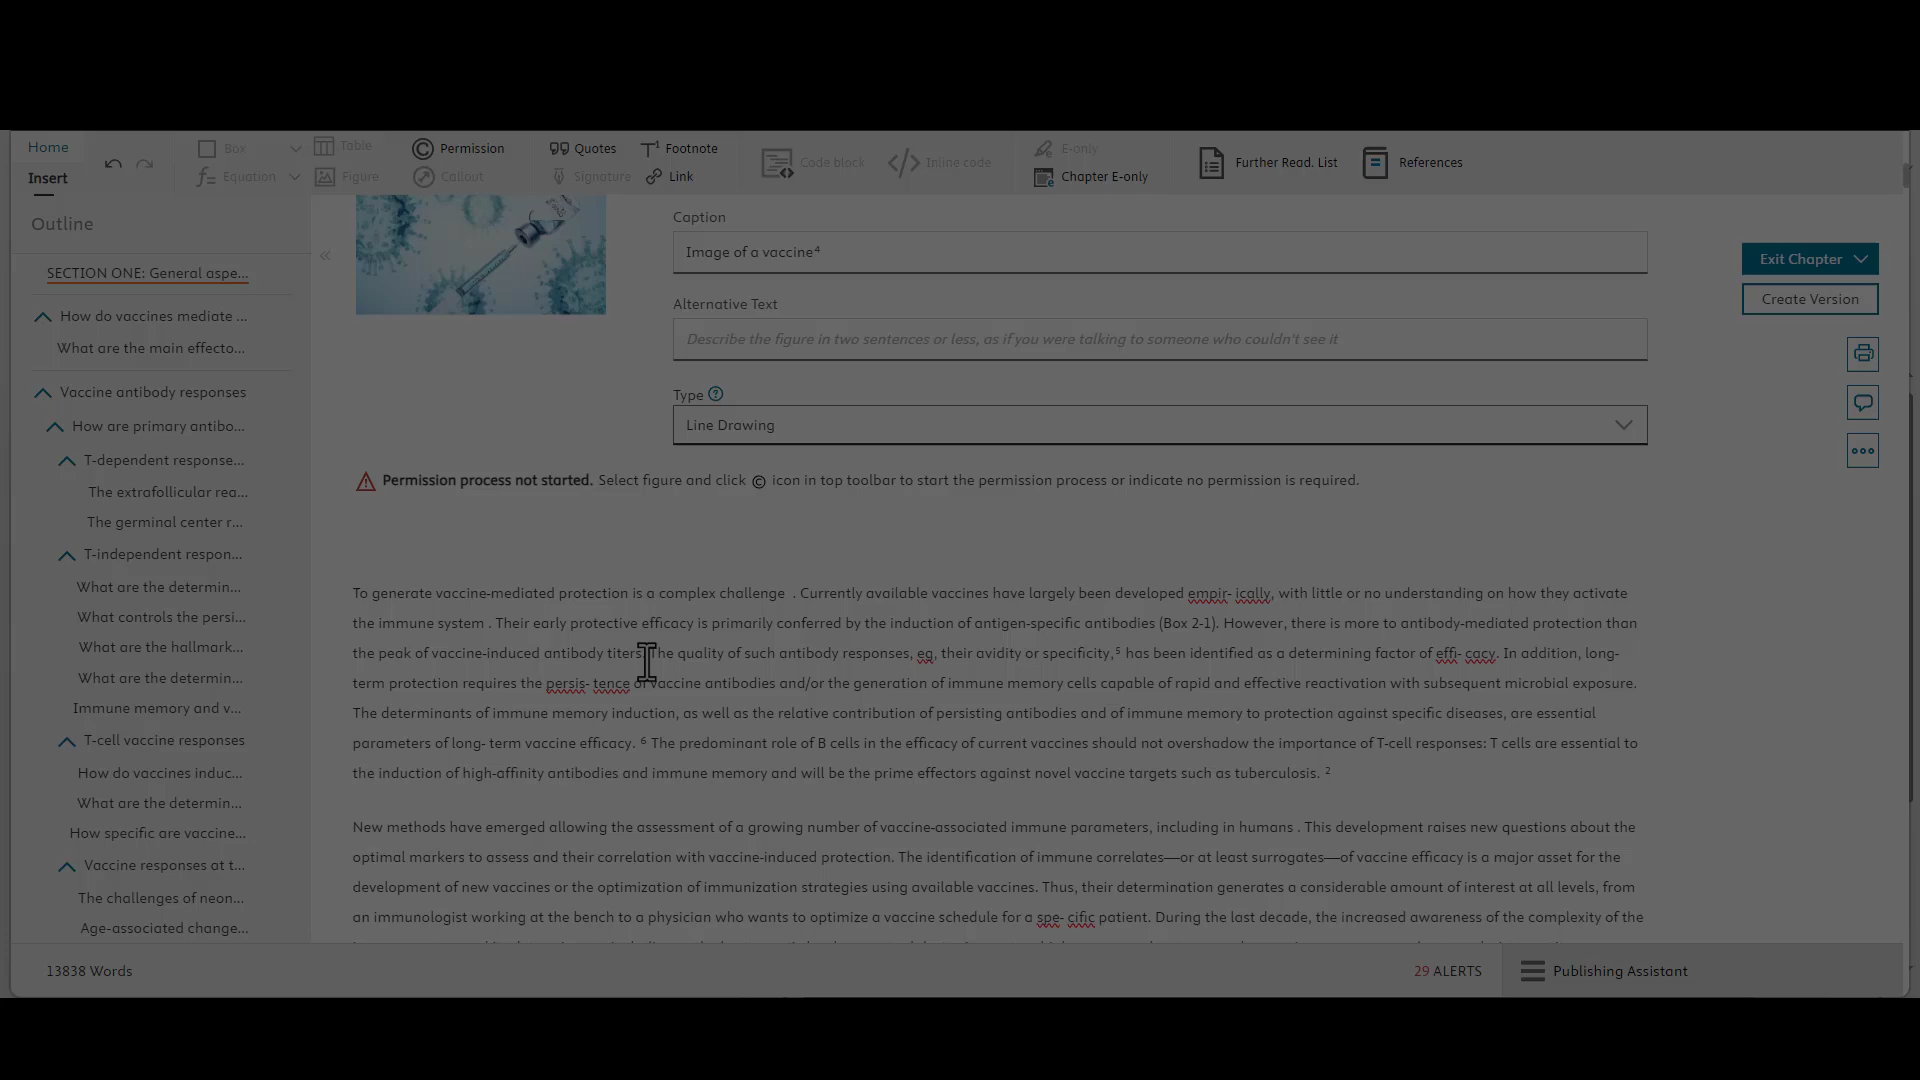 Home
Insert
Box
Equation
Table
Figure
Permission
Callout
Quotes
Signature
Footnote
Link
Code block
Inline code
E-only
Chapter E-only
Further Read. List
References
Outline
SECTION ONE: General aspe...
How do vaccines mediate ...
What are the main effecto...
Vaccine antibody responses
How are primary antibo...
T-dependent response...
The extrafollicular rea...
The germinal center r...
T-independent respon...
What are the determin...
What controls the persi...
What are the hallmark...
What are the determin...
Immune memory and v...
T-cell vaccine responses
How do vaccines induc...
What are the determin...
How specific are vaccine...
Vaccine responses at t...
The challenges of neon...
Age-associated change...
Caption
Image of a vaccine⁴
Alternative Text
Describe the figure in two sentences or less, as if you were talking to someone who couldn't see it
Type
Line Drawing
Permission process not started. Select figure and click © icon in top toolbar to start the permission process or indicate no permission is required.
To generate vaccine-mediated protection is a complex challenge . Currently available vaccines have largely been developed empir- ically, with little or no understanding on how they activate
the immune system . Their early protective efficacy is primarily conferred by the induction of antigen-specific antibodies (Box 2-1). However, there is more to antibody-mediated protection than
the peak of vaccine-induced antibody titers. The quality of such antibody responses, eg, their avidity or specificity,⁵ has been identified as a determining factor of effi- cacy. In addition, long-
term protection requires the persis- tence of vaccine antibodies and/or the generation of immune memory cells capable of rapid and effective reactivation with subsequent microbial exposure.
The determinants of immune memory induction, as well as the relative contribution of persisting antibodies and of immune memory to protection against specific diseases, are essential
parameters of long- term vaccine efficacy. ⁶ The predominant role of B cells in the efficacy of current vaccines should not overshadow the importance of T-cell responses: T cells are essential to
the induction of high-affinity antibodies and immune memory and will be the prime effectors against novel vaccine targets such as tuberculosis. ²
New methods have emerged allowing the assessment of a growing number of vaccine-associated immune parameters, including in humans . This development raises new questions about the
optimal markers to assess and their correlation with vaccine-induced protection. The identification of immune correlates—or at least surrogates—of vaccine efficacy is a major asset for the
development of new vaccines or the optimization of immunization strategies using available vaccines. Thus, their determination generates a considerable amount of interest at all levels, from
an immunologist working at the bench to a physician who wants to optimize a vaccine schedule for a spe- cific patient. During the last decade, the increased awareness of the complexity of the
Exit Chapter
Create Version
13838 Words
29 ALERTS
Publishing Assistant